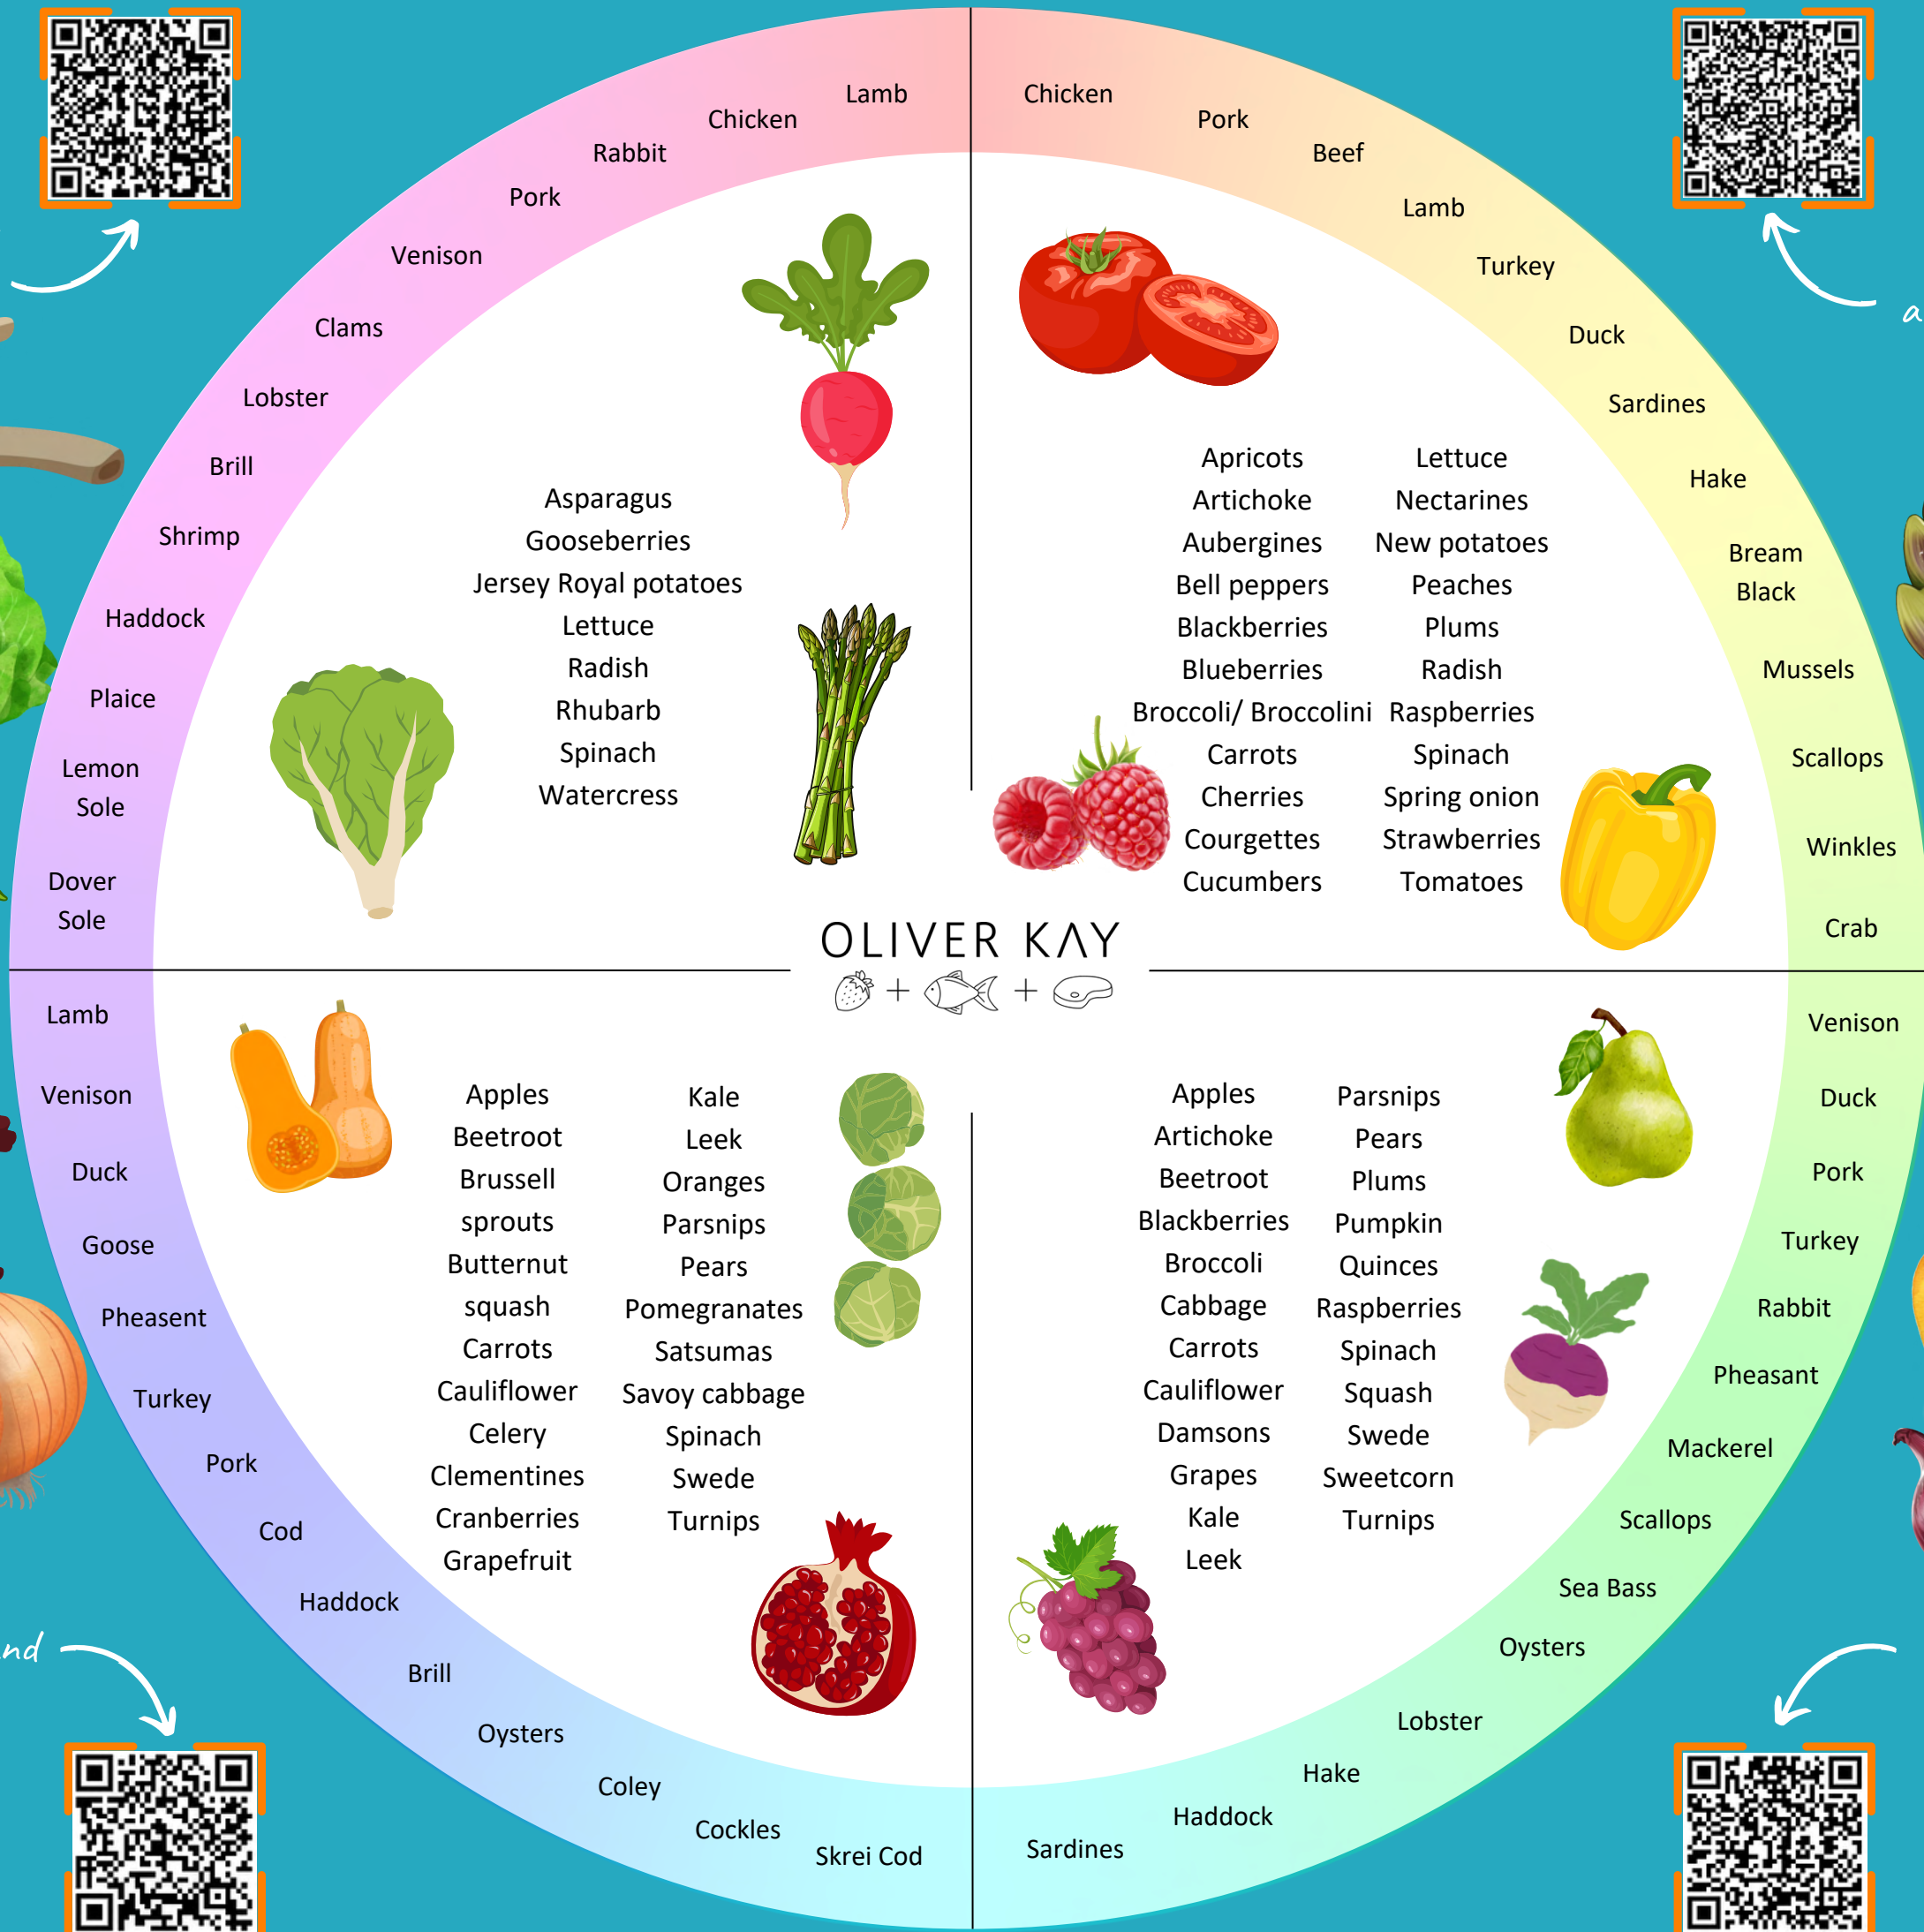 Lamb
Chicken
Rabbit
Pork
Venison
Clams
Lobster
Brill
Shrimp
Haddock
Plaice
Lemon
Sole
Dover
Sole
Asparagus
Gooseberries
Jersey Royal potatoes
Lettuce
Radish
Rhubarb
Spinach
Watercress
Chicken
Pork
Beef
Lamb
Turkey
Duck
Sardines
Hake
Bream
Black
Mussels
Scallops
Winkles
Crab
Apricots
Artichoke
Aubergines
Bell peppers
Blackberries
Blueberries
Broccoli/ Broccolini
Carrots
Cherries
Courgettes
Cucumbers
Lettuce
Nectarines
New potatoes
Peaches
Plums
Radish
Raspberries
Spinach
Spring onion
Strawberries
Tomatoes
a
OLIVER KAY
Lamb
Venison
Duck
Goose
Pheasent
Turkey
Pork
Cod
Haddock
Brill
Oysters
Coley
Cockles
Skrei Cod
Apples
Beetroot
Brussell
sprouts
Butternut
squash
Carrots
Cauliflower
Celery
Clementines
Cranberries
Grapefruit
Kale
Leek
Oranges
Parsnips
Pears
Pomegranates
Satsumas
Savoy cabbage
Spinach
Swede
Turnips
Apples
Artichoke
Beetroot
Blackberries
Broccoli
Cabbage
Carrots
Cauliflower
Damsons
Grapes
Kale
Leek
Parsnips
Pears
Plums
Pumpkin
Quinces
Raspberries
Spinach
Squash
Swede
Sweetcorn
Turnips
Venison
Duck
Pork
Turkey
Rabbit
Pheasant
Mackerel
Scallops
Sea Bass
Oysters
Lobster
Hake
Haddock
Sardines
nd